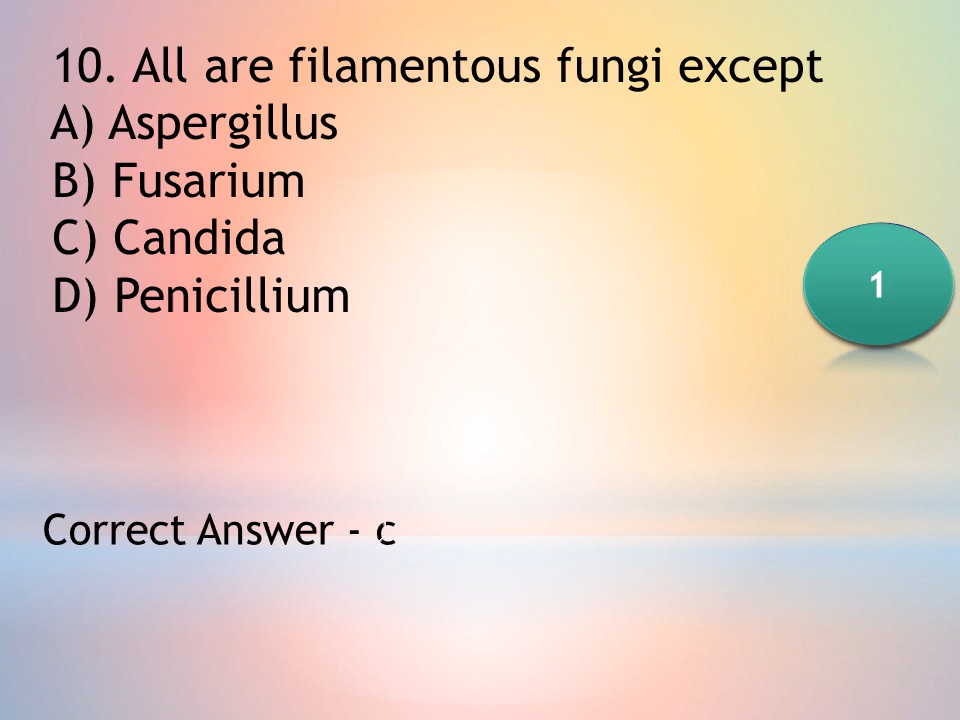 10. All are filamentous fungi except
A) Aspergillus
B) Fusarium
C) Candida
D) Penicillium
1
Correct Answer - c